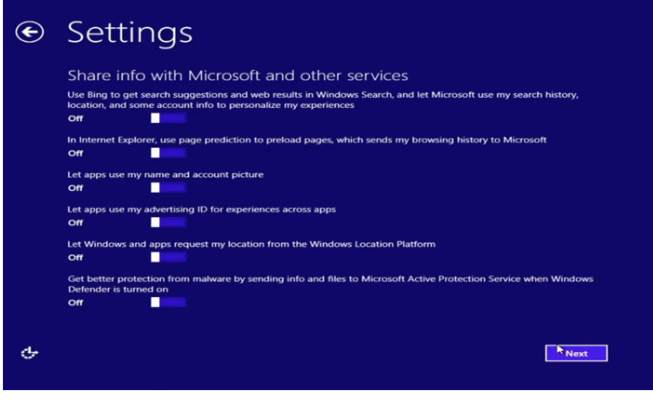 Settings
Share info with Microsoft and other services
Use Bing to get search suggestions and web results in Windows Search, and let Microsoft use my search history,
location, and some account info to personalize my experiences
Off
In Internet Explorer, use page prediction to preload pages, which sends my browsing history to Microsoft
Off
Let apps use my name and account picture
Off
Let apps use my advertising ID for experiences across apps
Off
Let Windows and apps request my location from the Windows Location Platform
Off
Get better protection from malware by sending info and files to Microsoft Active Protection Service when Windows
Defender is turned on
Off
Next